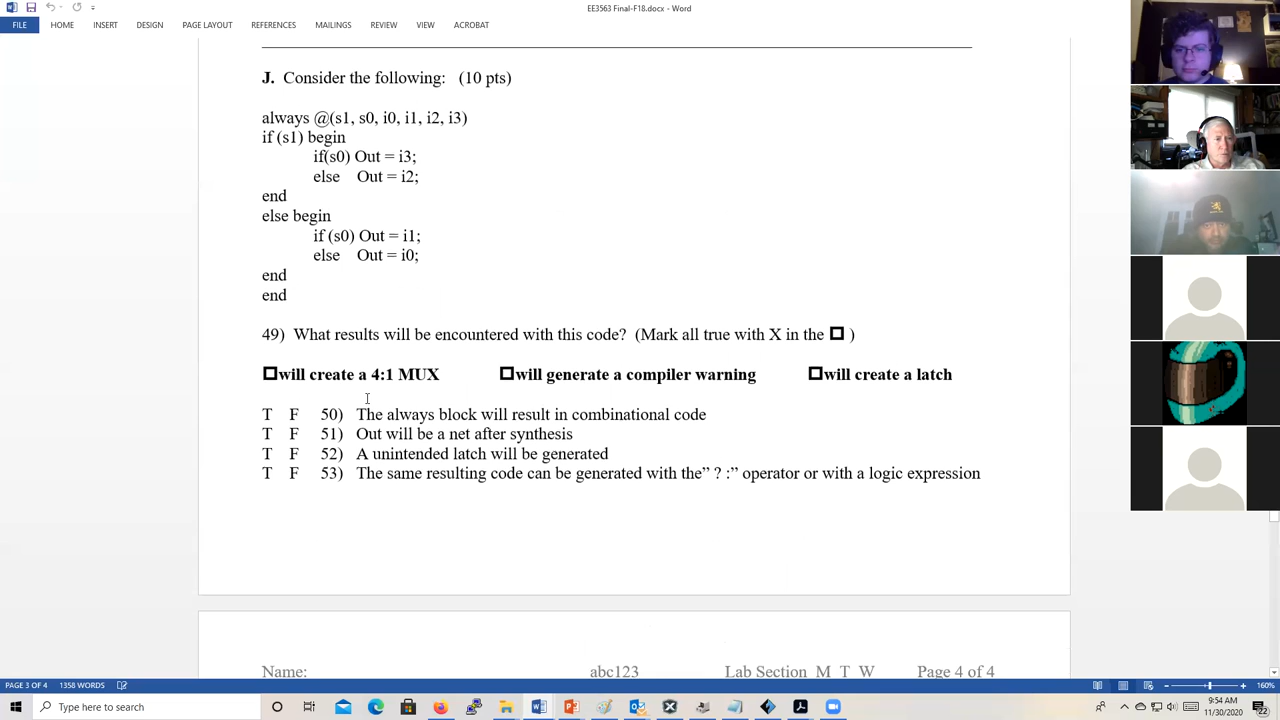 EE3563 Final-F18.docx - Word
FILE HOME INSERT DESIGN PAGE LAYOUT REFERENCES MAILINGS REVIEW VIEW ACROBAT
J. Consider the following: (10 pts)
always @(s1, s0, i0, i1, i2, i3)
if (s1) begin
if(s0) Out = i3;
else Out = i2;
end
else begin
if (s0) Out = i1;
else Out = i0;
end
end
49) What results will be encountered with this code? (Mark all true with X in the ☐ )
☐will create a 4:1 MUX ☐will generate a compiler warning ☐will create a latch
T F 50) The always block will result in combinational code
T F 51) Out will be a net after synthesis
T F 52) A unintended latch will be generated
T F 53) The same resulting code can be generated with the” ? :” operator or with a logic expression
Name: abc123 Lab Section M T W Page 4 of 4
PAGE 3 OF 4 1358 WORDS 160%
Type here to search 9:54 AM
11/30/2020 22